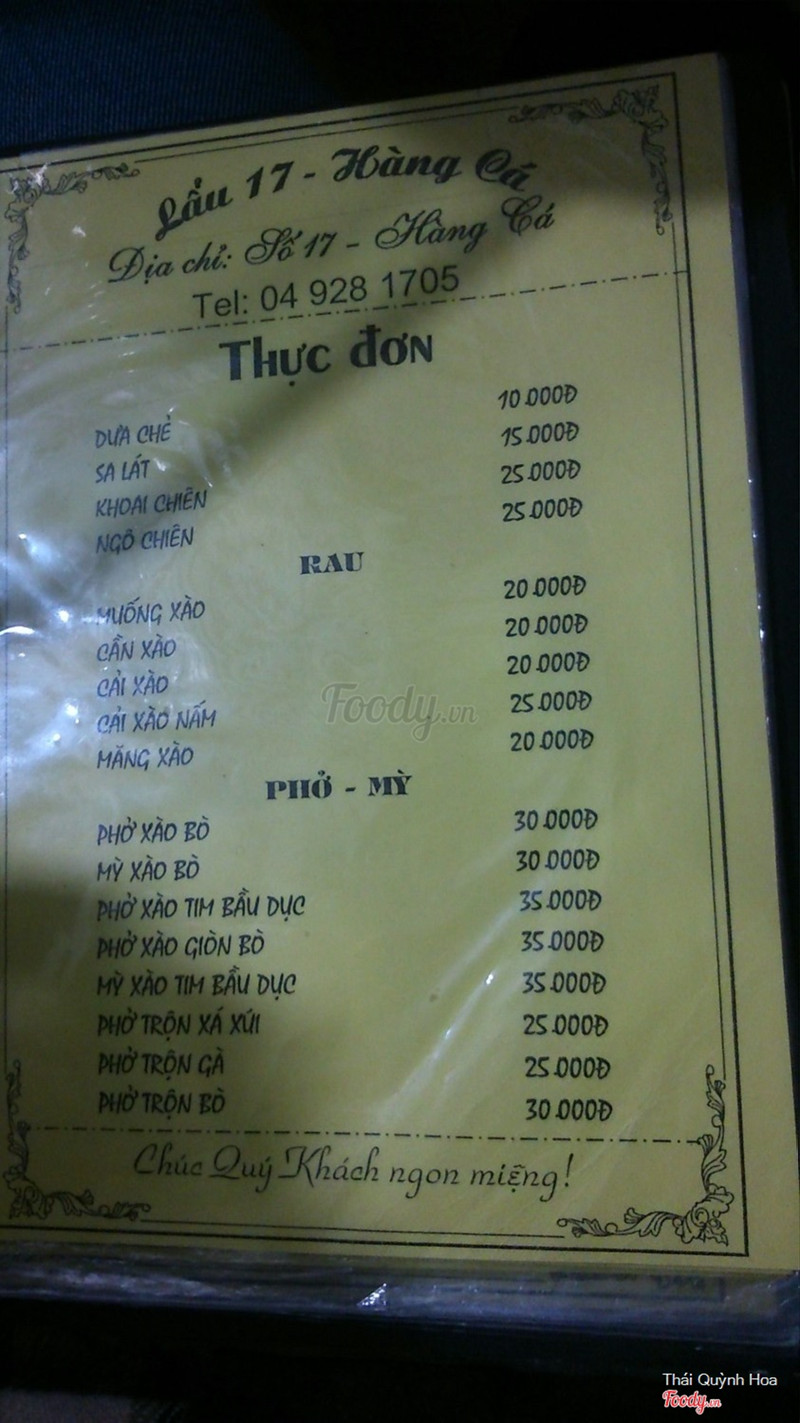 Lẩu 17 - Hàng Cá
Địa chỉ: Số 17 - Hàng Cá
Tel: 04 928 1705
Thực đơn
DƯA CHẺ 10.000Đ
SA LÁT 15.000Đ
KHOAI CHIÊN 25.000Đ
NGÔ CHIÊN 25.000Đ
RAU
MUỐNG XÀO 20.000Đ
CẦN XÀO 20.000Đ
CẢI XÀO 20.000Đ
CẢI XÀO NẤM 25.000Đ
MĂNG XÀO 20.000Đ
PHỞ - MỲ
PHỞ XÀO BÒ 30.000Đ
MỲ XÀO BÒ 30.000Đ
PHỞ XÀO TIM BẦU DỤC 35.000Đ
PHỞ XÀO GIÒN BÒ 35.000Đ
MỲ XÀO TIM BẦU DỤC 35.000Đ
PHỞ TRỘN XÁ XÚI 25.000Đ
PHỞ TRỘN GÀ 25.000Đ
PHỞ TRỘN BÒ 30.000Đ
Chúc Quý Khách ngon miệng!
Foody.vn
Thái Quỳnh Hoa
Foody.vn